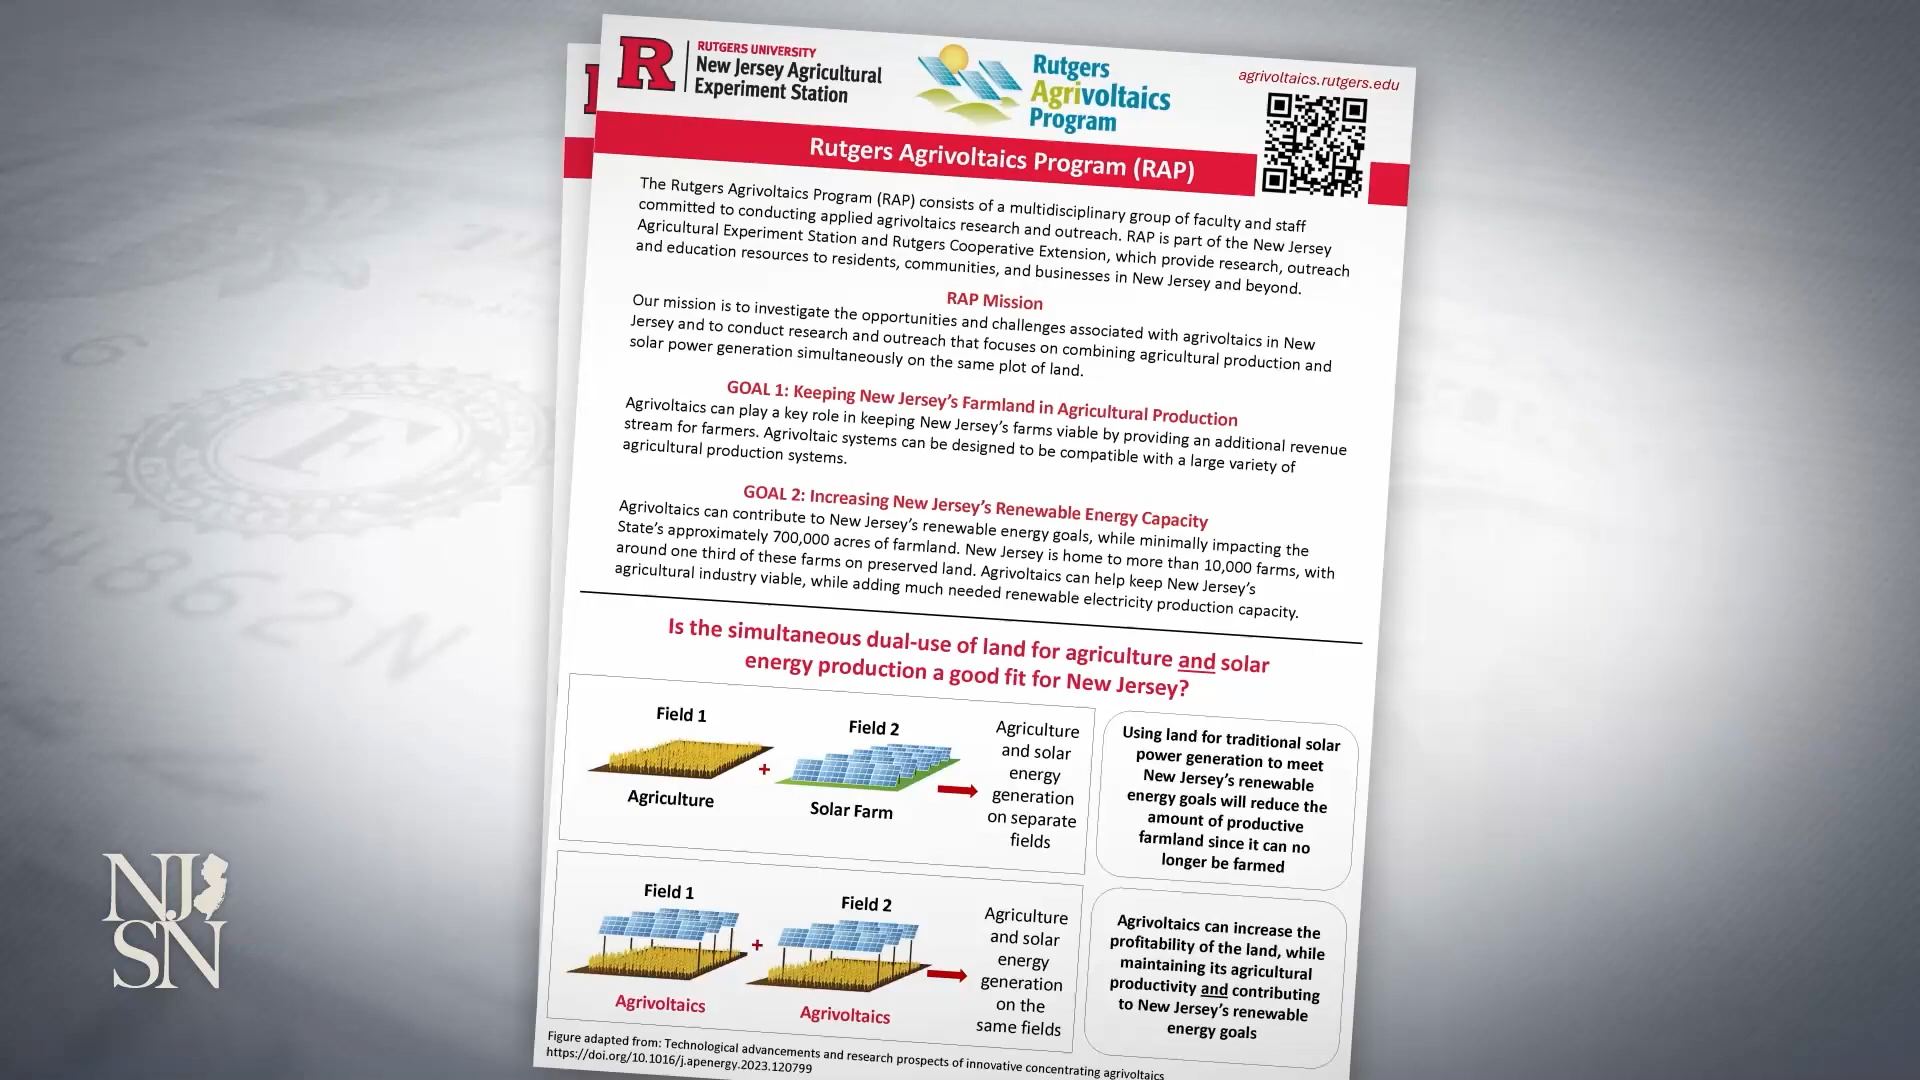 RUTGERS UNIVERSITY
New Jersey Agricultural
Experiment Station
Rutgers
Agrivoltaics
Program
agrivoltaics.rutgers.edu
Rutgers Agrivoltaics Program (RAP)
The Rutgers Agrivoltaics Program (RAP) consists of a multidisciplinary group of faculty and staff
committed to conducting applied agrivoltaics research and outreach. RAP is part of the New Jersey
Agricultural Experiment Station and Rutgers Cooperative Extension, which provide research, outreach
and education resources to residents, communities, and businesses in New Jersey and beyond.
RAP Mission
Our mission is to investigate the opportunities and challenges associated with agrivoltaics in New
Jersey and to conduct research and outreach that focuses on combining agricultural production and
solar power generation simultaneously on the same plot of land.
GOAL 1: Keeping New Jersey's Farmland in Agricultural Production
Agrivoltaics can play a key role in keeping New Jersey's farms viable by providing an additional revenue
stream for farmers. Agrivoltaic systems can be designed to be compatible with a large variety of
agricultural production systems.
GOAL 2: Increasing New Jersey's Renewable Energy Capacity
Agrivoltaics can contribute to New Jersey's renewable energy goals, while minimally impacting the
State's approximately 700,000 acres of farmland. New Jersey is home to more than 10,000 farms, with
around one third of these farms on preserved land. Agrivoltaics can help keep New Jersey's
agricultural industry viable, while adding much needed renewable electricity production capacity.
Is the simultaneous dual-use of land for agriculture and solar
energy production a good fit for New Jersey?
Field 1
Agriculture
+
Field 2
Solar Farm
Agriculture
and solar
energy
generation
on separate
fields
Using land for traditional solar
power generation to meet
New Jersey's renewable
energy goals will reduce the
amount of productive
farmland since it can no
longer be farmed
Field 1
Agrivoltaics
+
Field 2
Agrivoltaics
Agriculture
and solar
energy
generation
on the
same fields
Agrivoltaics can increase the
profitability of the land, while
maintaining its agricultural
productivity and contributing
to New Jersey's renewable
energy goals
Figure adapted from: Technological advancements and research prospects of innovative concentrating agrivoltaics
https://doi.org/10.1016/j.apenergy.2023.120799
NJ
SN